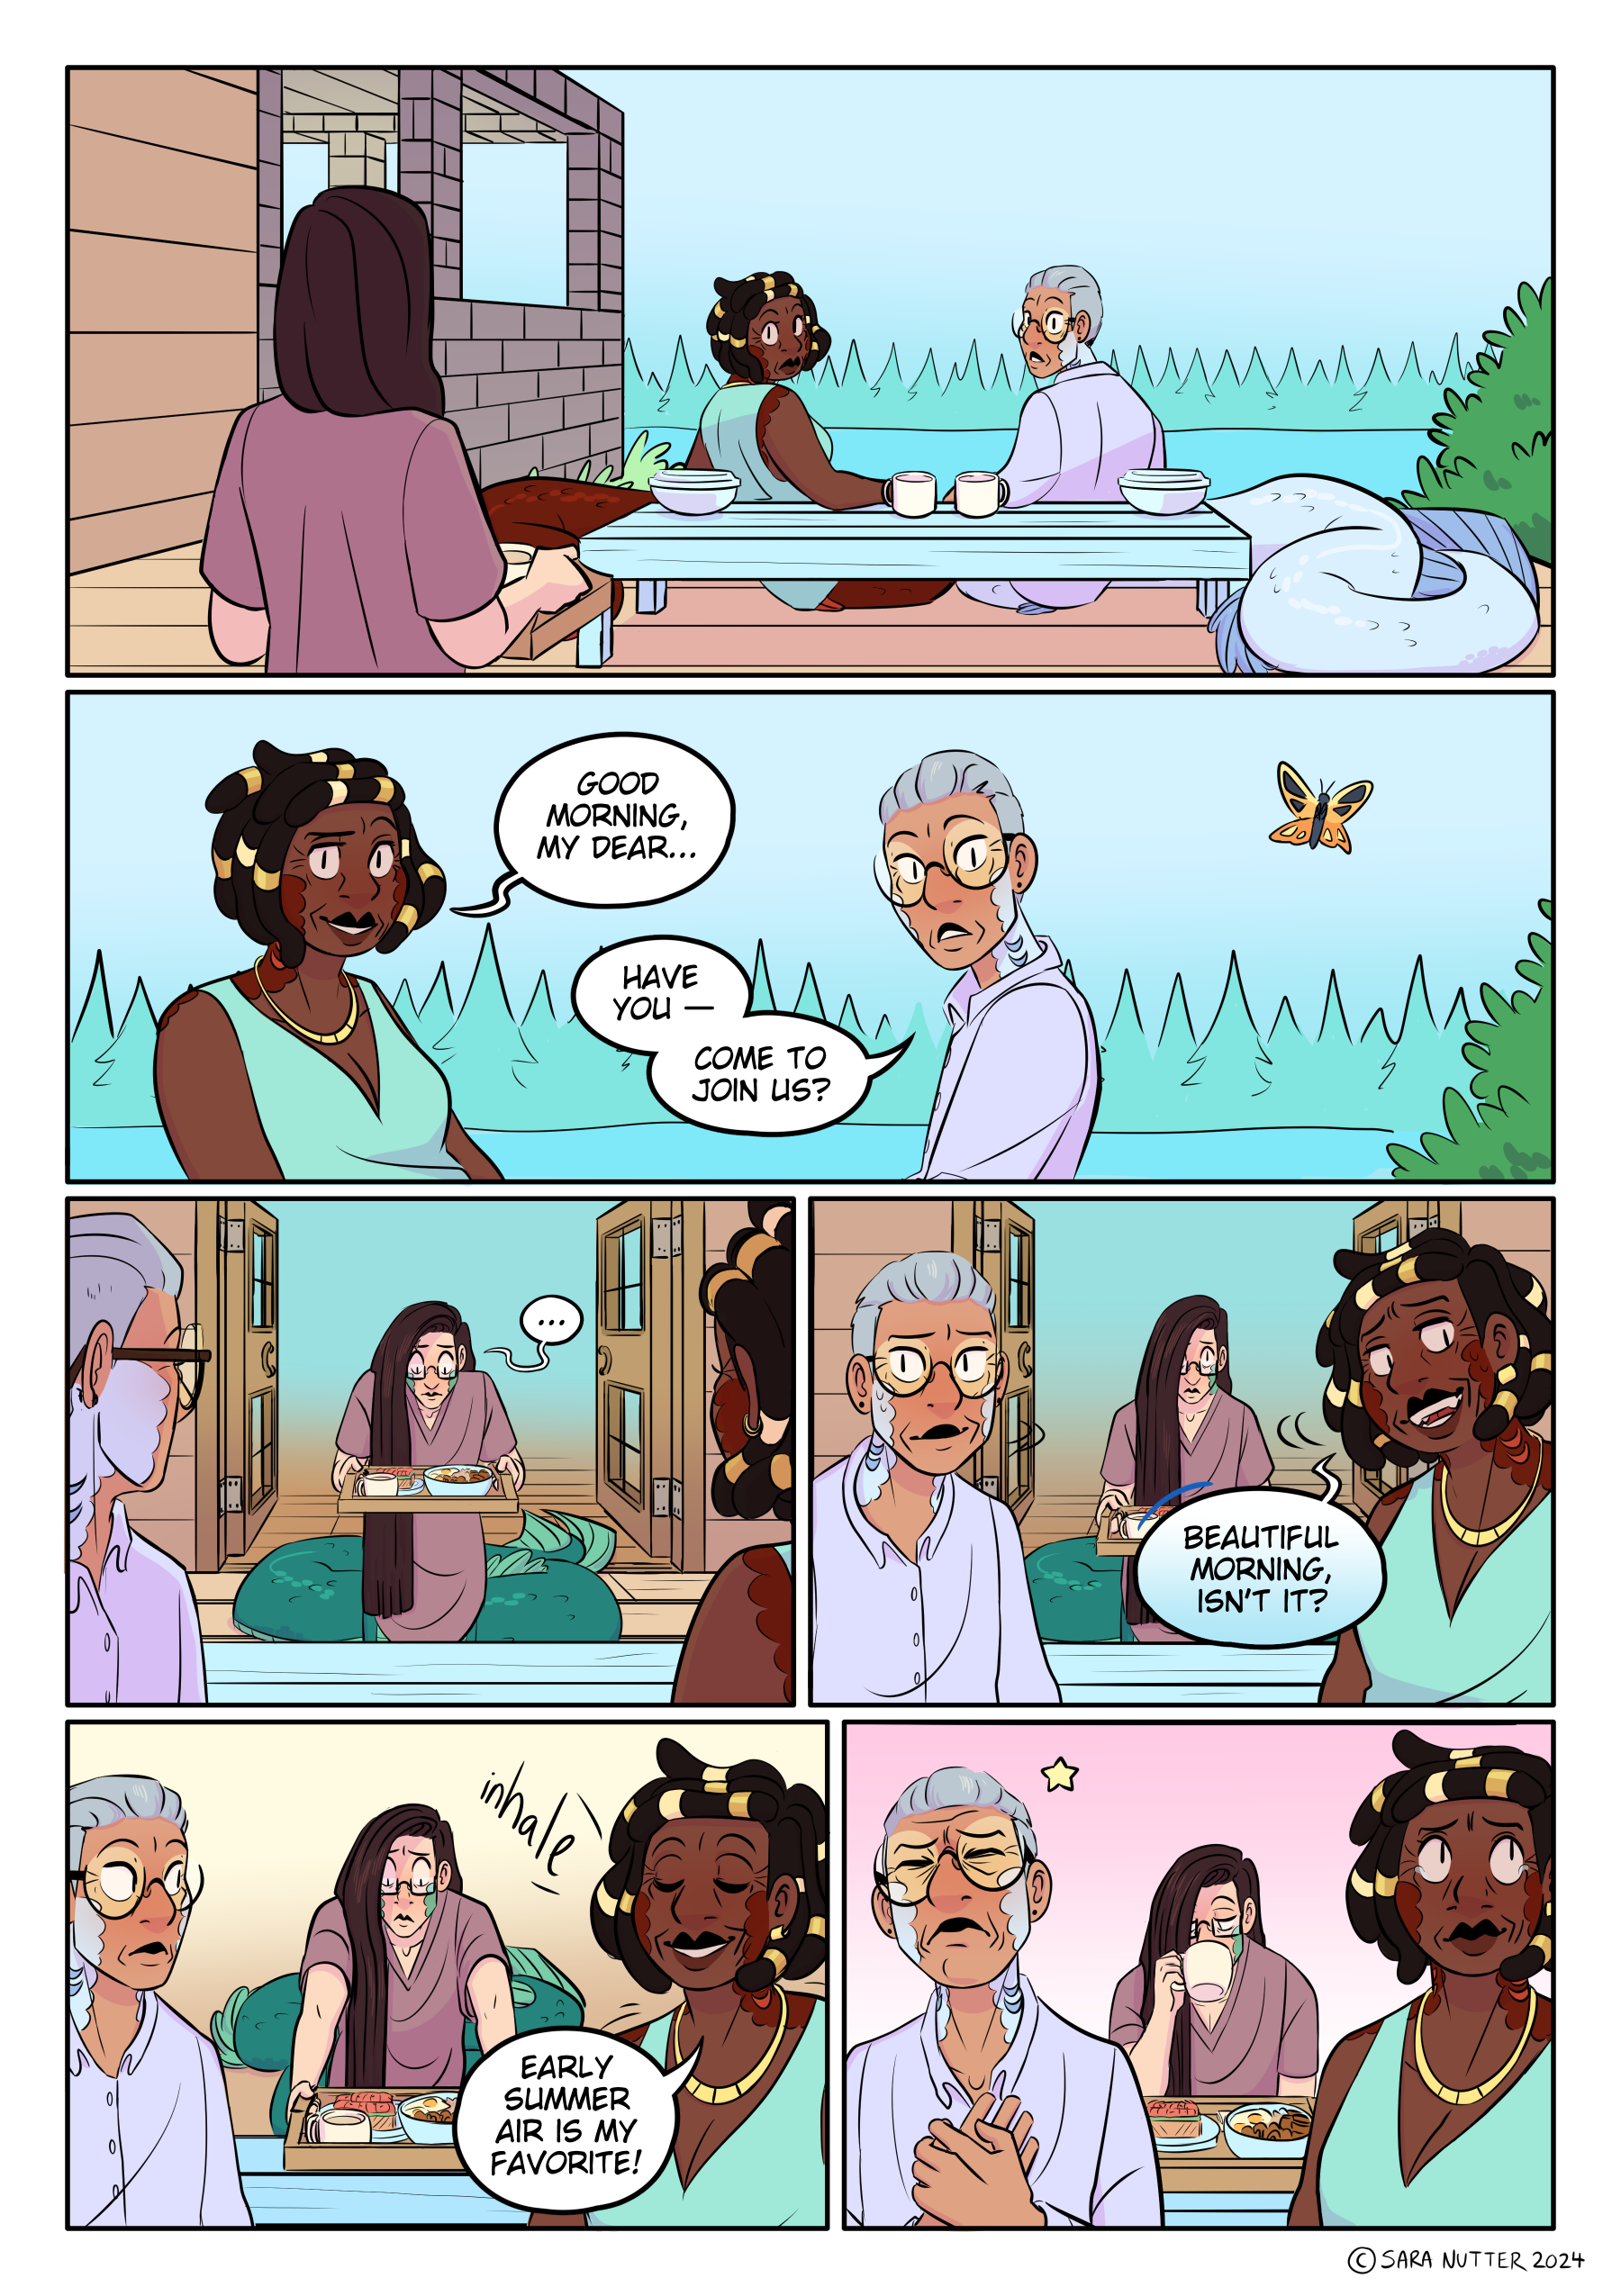 GOOD
MORNING,
MY DEAR...
HAVE
YOU —
COME TO
JOIN US?
...
BEAUTIFUL
MORNING,
ISN'T IT?
inhale
EARLY
SUMMER
AIR IS MY
FAVORITE!
© SARA NUTTER 2024